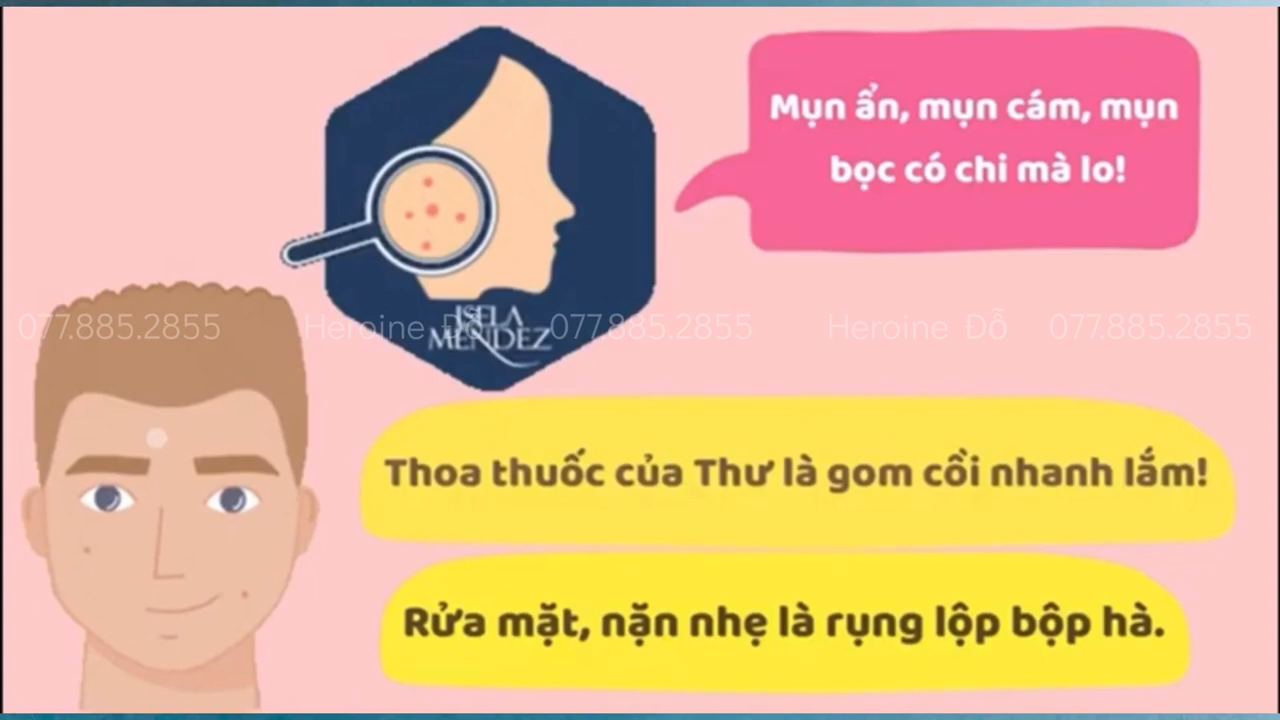 Mụn ẩn, mụn cám, mụn
bọc có chi mà lo!
077.885.2855 Heroine Đỗ 077.885.2855 Heroine Đỗ 077.885.2855
ISELA
MENDEZ
Thoa thuốc của Thư là gom cồi nhanh lắm!
Rửa mặt, nặn nhẹ là rụng lộp bộp hà.